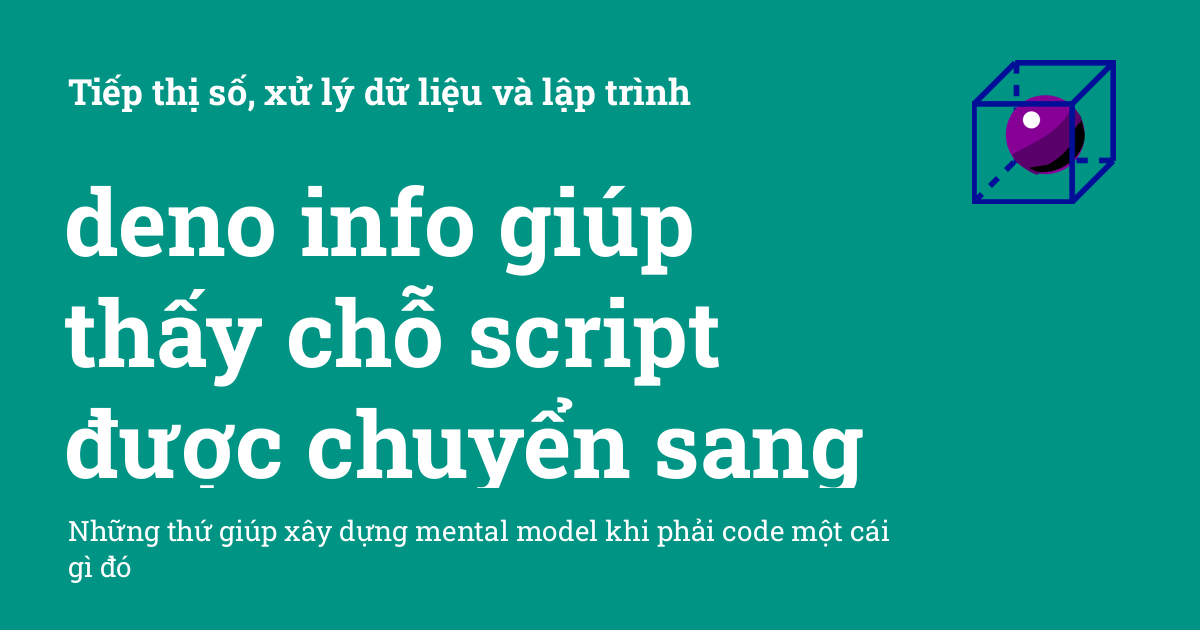 Tiếp thị số, xử lý dữ liệu và lập trình
deno info giúp
thấy chỗ script
được chuyển sang
Những thứ giúp xây dựng mental model khi phải code một cái
gì đó